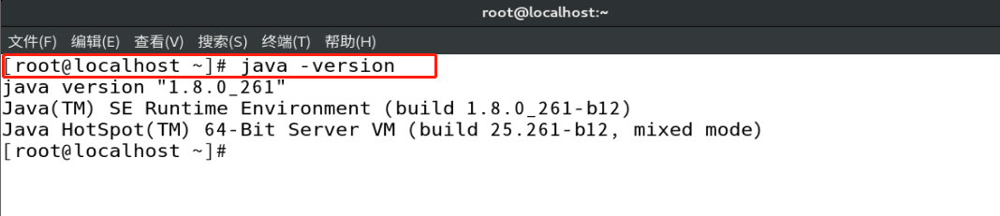 root@localhost:~
文件(F) 编辑(E) 查看(V) 搜索(S) 终端(T) 帮助(H)
[root@localhost ~]# java -version
java version "1.8.0_261"
Java(TM) SE Runtime Environment (build 1.8.0_261-b12)
Java HotSpot(TM) 64-Bit Server VM (build 25.261-b12, mixed mode)
[root@localhost ~]#